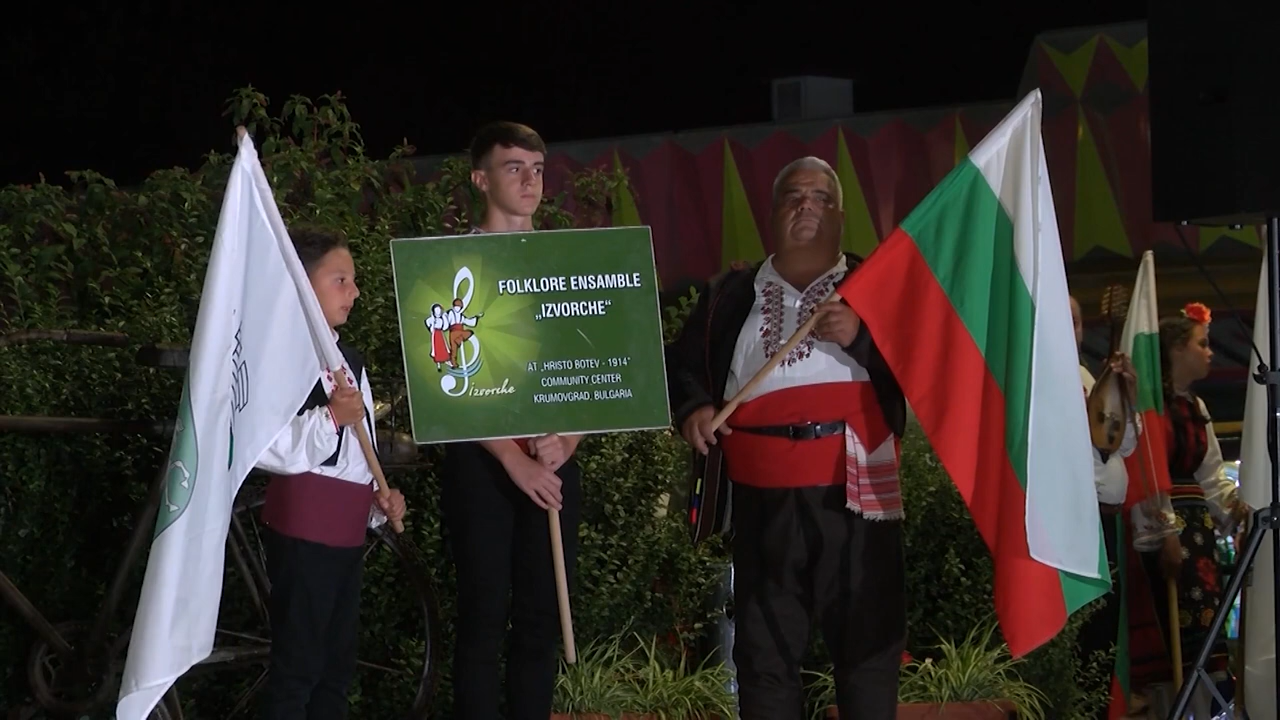 FOLKLORE ENSAMBLE
„IZVORCHE“
izvorche
AT „HRISTO BOTEV - 1914“
COMMUNITY CENTER
KRUMOVGRAD, BULGARIA